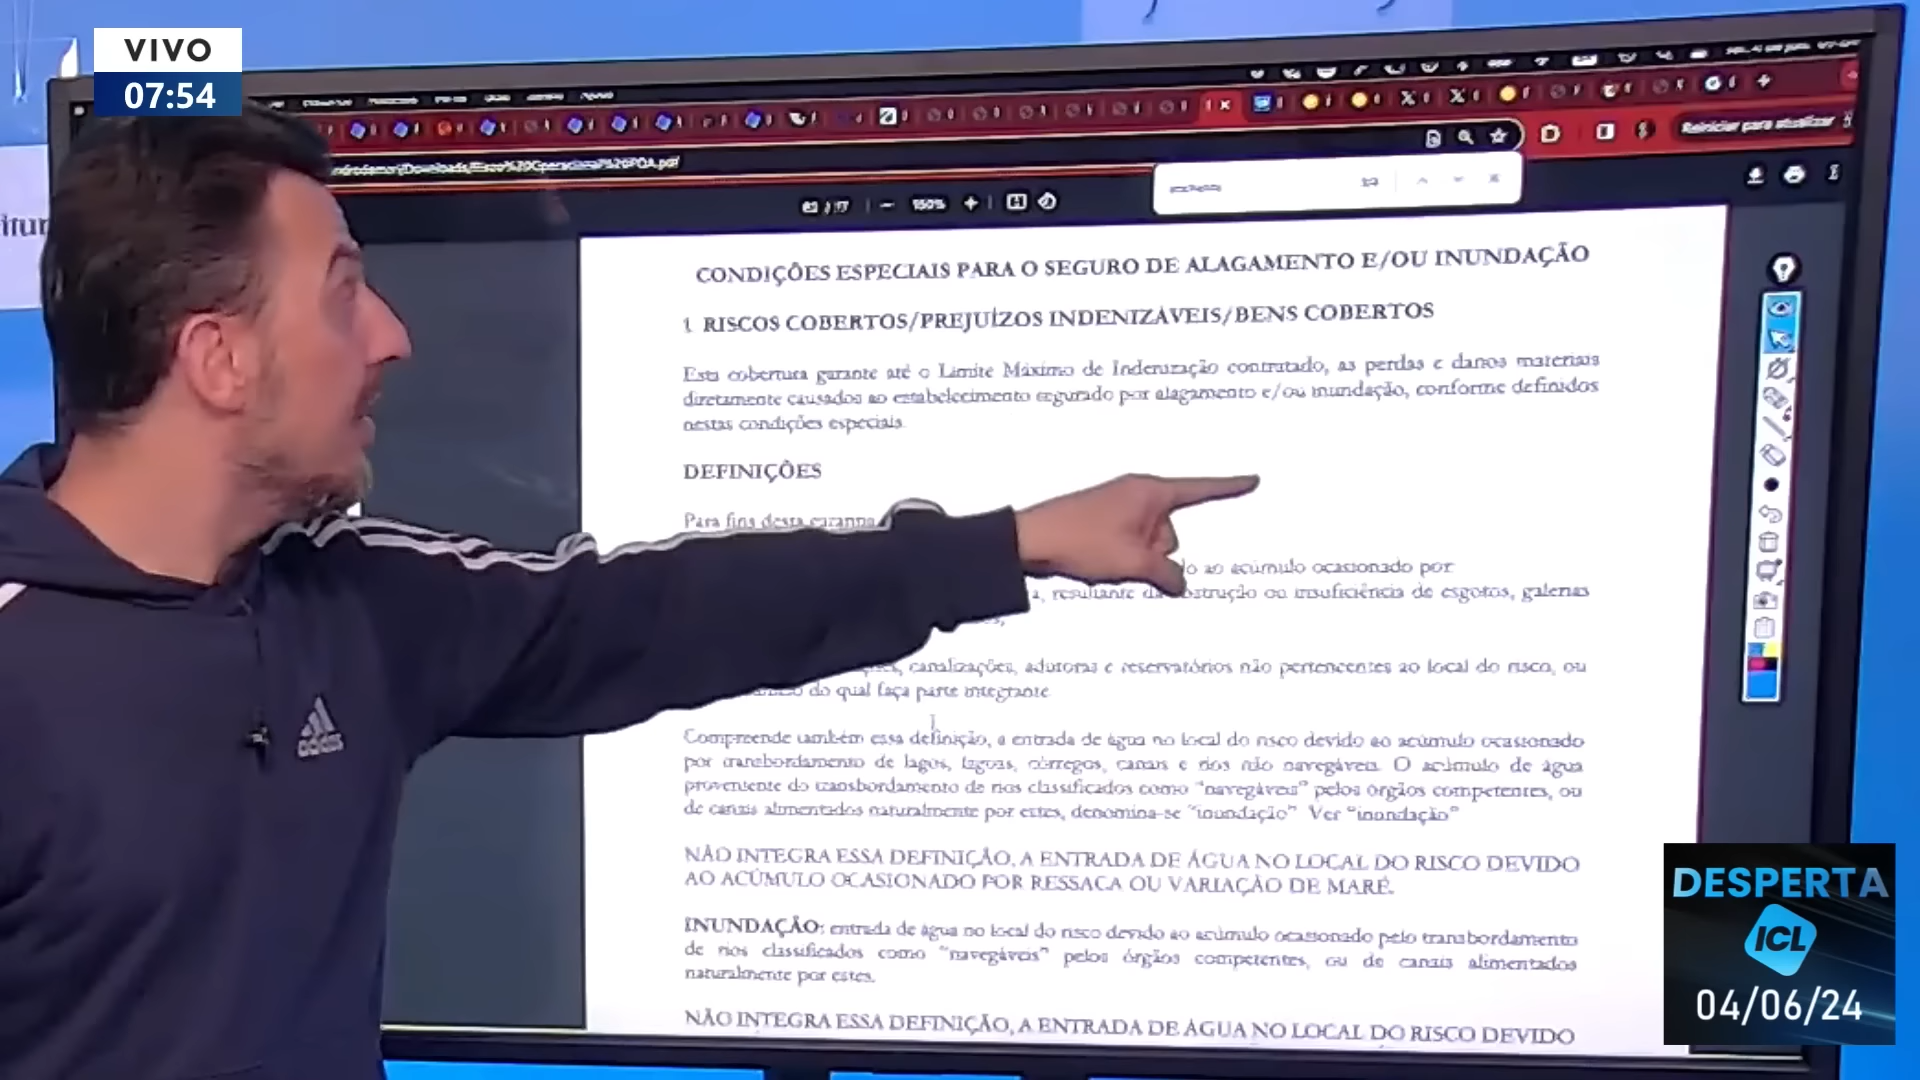 VIVO
07:54
Reiniciar para atualizar
150%
CONDIÇÕES ESPECIAIS PARA O SEGURO DE ALAGAMENTO E/OU INUNDAÇÃO
1 RISCOS COBERTOS/PREJUÍZOS INDENIZÁVEIS/BENS COBERTOS
Esta cobertura garante até o Limite Máximo de Indenização contratado, as perdas e danos materiais
diretamente causados ao estabelecimento segurado por alagamento e/ou inundação, conforme definidos
nestas condições especiais.
DEFINIÇÕES
Para fins desta
ao acúmulo ocasionado por
resultante da obstrução ou insuficiência de esgotos, galerias
canalizações, adutoras e reservatórios não pertencentes ao local do risco, ou
do qual faça parte integrante
Compreende também essa definição, a entrada de água no local do risco devido ao acúmulo ocasionado
por transbordamento de lagos, lagoas, córregos, canais e rios não navegáveis. O acúmulo de água
proveniente do transbordamento de rios classificados como "navegáveis" pelos órgãos competentes, ou
de canais alimentados naturalmente por estes, denomina-se "inundação" Ver "inundação"
NÃO INTEGRA ESSA DEFINIÇÃO, A ENTRADA DE ÁGUA NO LOCAL DO RISCO DEVIDO
AO ACÚMULO OCASIONADO POR RESSACA OU VARIAÇÃO DE MARÉ.
INUNDAÇÃO: entrada de água no local do risco devido ao acúmulo ocasionado pelo transbordamento
de rios classificados como "navegáveis" pelos órgãos competentes, ou de canais alimentados
naturalmente por estes.
NÃO INTEGRA ESSA DEFINIÇÃO, A ENTRADA DE ÁGUA NO LOCAL DO RISCO DEVIDO
adidas
DESPERTA
ICL
04/06/24